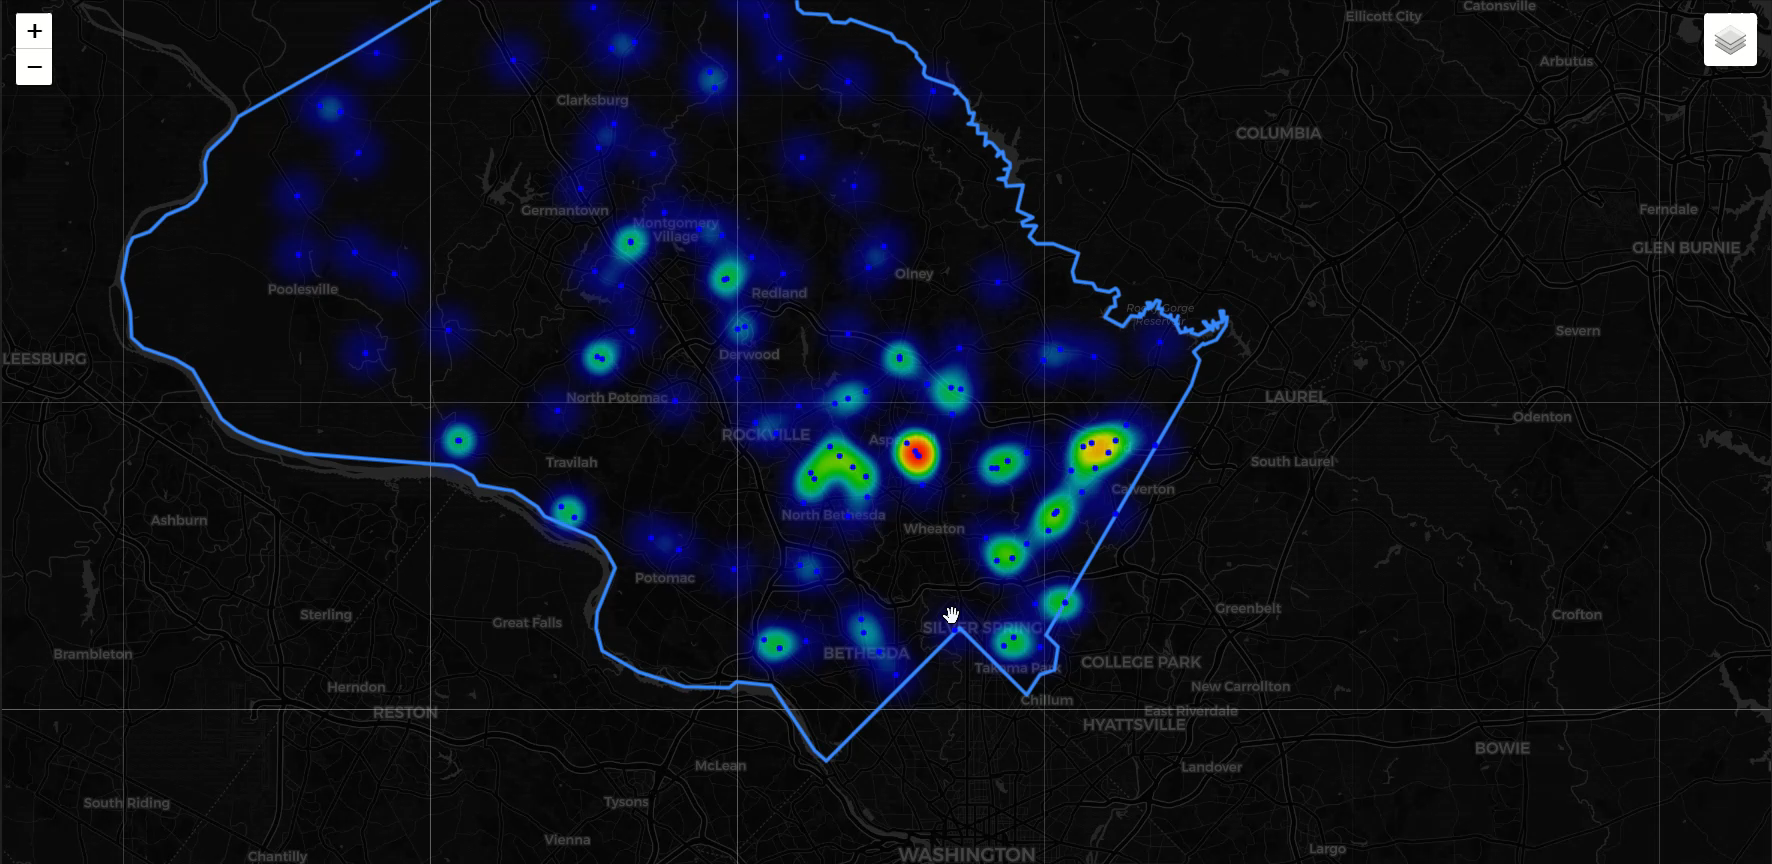 +
−
Ellicott City
Catonsville
Arbutus
Clarksburg
COLUMBIA
Ferndale
Germantown
Montgomery
Village
GLEN BURNIE
Olney
Poolesville
Redland
Reservoir
Severn
LEESBURG
Derwood
North Potomac
LAUREL
Odenton
ROCKVILLE
Travilah
South Laurel
Calverton
Ashburn
North Bethesda
Wheaton
Potomac
Sterling
Great Falls
Greenbelt
Crofton
SILVER SPRING
Brambleton
BETHESDA
Takoma Park
COLLEGE PARK
Herndon
New Carrollton
RESTON
Chillum
East Riverdale
HYATTSVILLE
BOWIE
McLean
Landover
South Riding
Tysons
Vienna
Largo
Chantilly
WASHINGTON